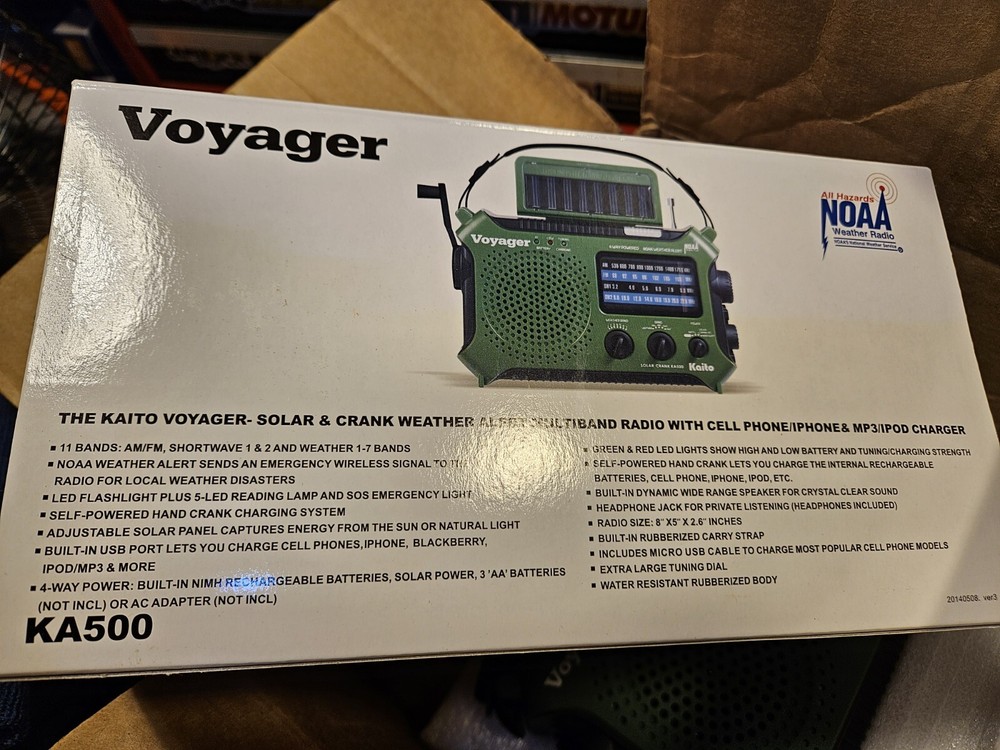 MOTU
Voyager
All Hazards
NOAA
Weather Radio
NOAA'S National Weather Service
Voyager
Kaito
THE KAITO VOYAGER- SOLAR & CRANK WEATHER ALERT MULTIBAND RADIO WITH CELL PHONE/IPHONE& MP3/IPOD CHARGER
▪ 11 BANDS: AM/FM, SHORTWAVE 1 & 2 AND WEATHER 1-7 BANDS
▪ NOAA WEATHER ALERT SENDS AN EMERGENCY WIRELESS SIGNAL TO THE
RADIO FOR LOCAL WEATHER DISASTERS
▪ LED FLASHLIGHT PLUS 5-LED READING LAMP AND SOS EMERGENCY LIGHT
▪ SELF-POWERED HAND CRANK CHARGING SYSTEM
▪ ADJUSTABLE SOLAR PANEL CAPTURES ENERGY FROM THE SUN OR NATURAL LIGHT
▪ BUILT-IN USB PORT LETS YOU CHARGE CELL PHONES,IPHONE, BLACKBERRY,
IPOD/MP3 & MORE
▪ 4-WAY POWER: BUILT-IN NIMH RECHARGEABLE BATTERIES, SOLAR POWER, 3 'AA' BATTERIES
(NOT INCL) OR AC ADAPTER (NOT INCL)
KA500
▪ GREEN & RED LED LIGHTS SHOW HIGH AND LOW BATTERY AND TUNING/CHARGING STRENGTH
▪ SELF-POWERED HAND CRANK LETS YOU CHARGE THE INTERNAL RECHARGEABLE
BATTERIES, CELL PHONE, IPHONE, IPOD, ETC.
▪ BUILT-IN DYNAMIC WIDE RANGE SPEAKER FOR CRYSTAL CLEAR SOUND
▪ HEADPHONE JACK FOR PRIVATE LISTENING (HEADPHONES INCLUDED)
▪ RADIO SIZE: 8" X5" X 2.6" INCHES
▪ BUILT-IN RUBBERIZED CARRY STRAP
▪ INCLUDES MICRO USB CABLE TO CHARGE MOST POPULAR CELL PHONE MODELS
▪ EXTRA LARGE TUNING DIAL
▪ WATER RESISTANT RUBBERIZED BODY
20140508. ver3
Voy